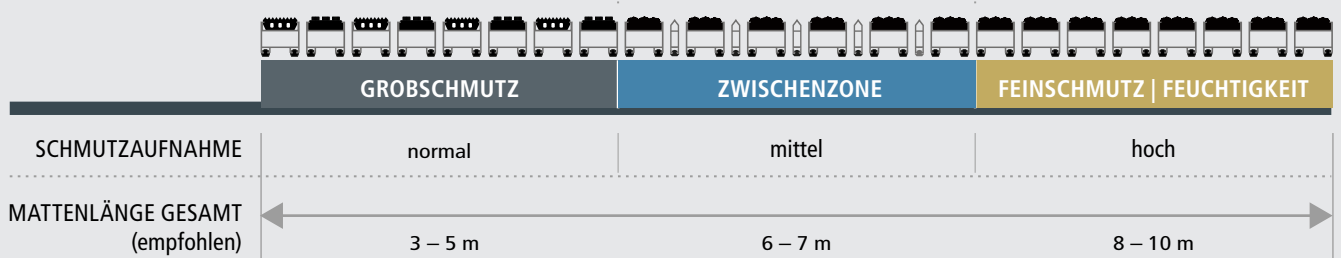 GROBSCHMUTZ ZWISCHENZONE FEINSCHMUTZ | FEUCHTIGKEIT
SCHMUTZAUFNAHME normal mittel hoch
MATTENLÄNGE GESAMT
(empfohlen) 3 – 5 m 6 – 7 m 8 – 10 m